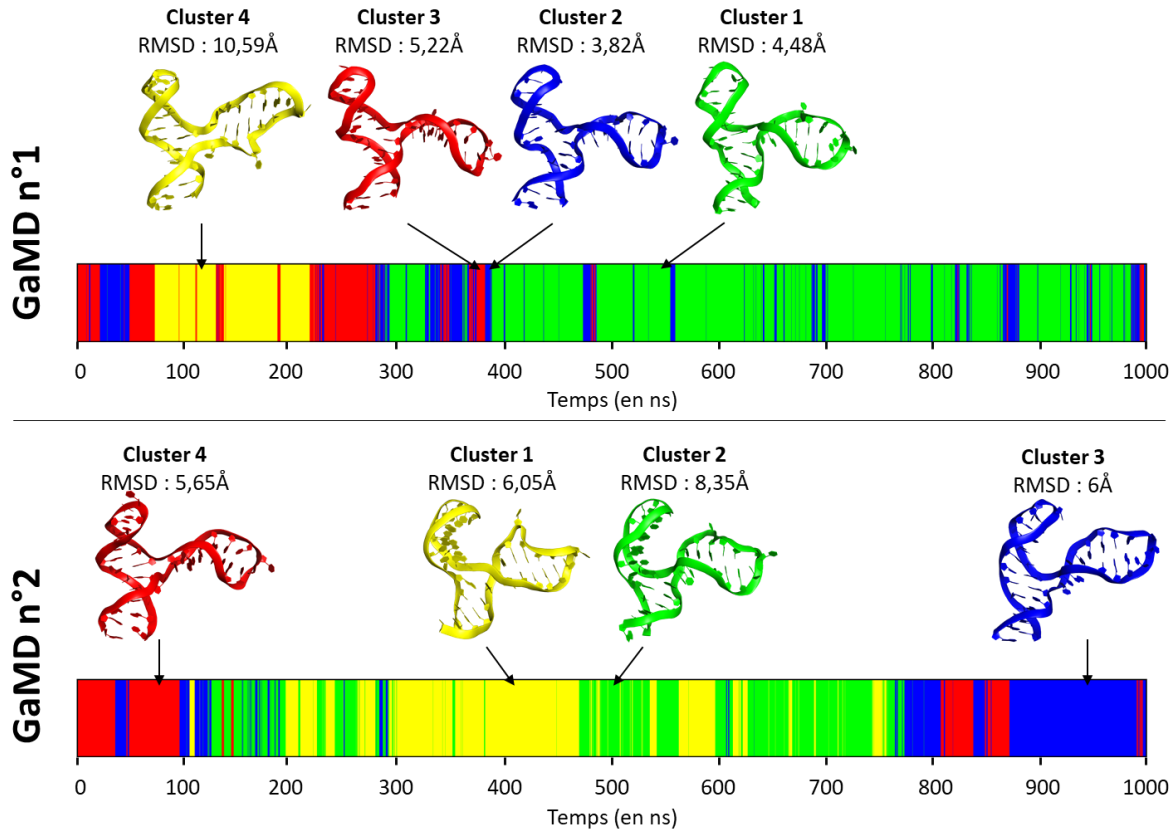 Cluster 4
RMSD : 10,59Å
Cluster 3
RMSD : 5,22Å
Cluster 2
RMSD : 3,82Å
Cluster 1
RMSD : 4,48Å
GaMD n°1
0 100 200 300 400 500 600 700 800 900 1000
Temps (en ns)
Cluster 4
RMSD : 5,65Å
Cluster 1
RMSD : 6,05Å
Cluster 2
RMSD : 8,35Å
Cluster 3
RMSD : 6Å
GaMD n°2
0 100 200 300 400 500 600 700 800 900 1000
Temps (en ns)